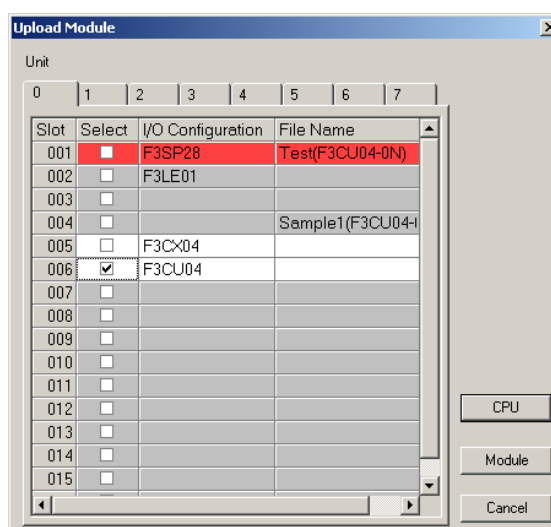 Upload Module
Unit
0 1 2 3 4 5 6 7
Slot Select I/O Configuration File Name
001 F3SP28 Test(F3CU04-0N)
002 F3LE01
003
004 Sample1(F3CU04-
005 F3CX04
006 F3CU04
007
008
009
010
011
012
013
014
015
CPU
Module
Cancel